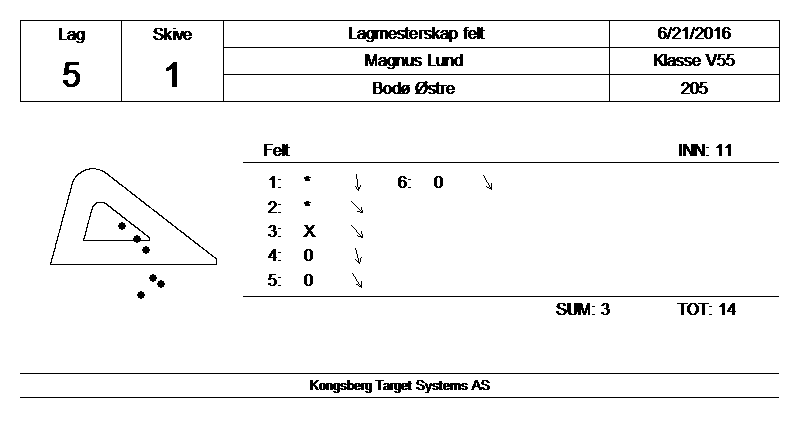 Lag Skive Lagmesterskap felt 6/21/2016
5 1 Magnus Lund Klasse V55
Bodø Østre 205
Felt INN: 11
1: * ↓ 6: 0 ↘
2: * ↘
3: X ↘
4: 0 ↓
5: 0 ↘
SUM: 3 TOT: 14
Kongsberg Target Systems AS